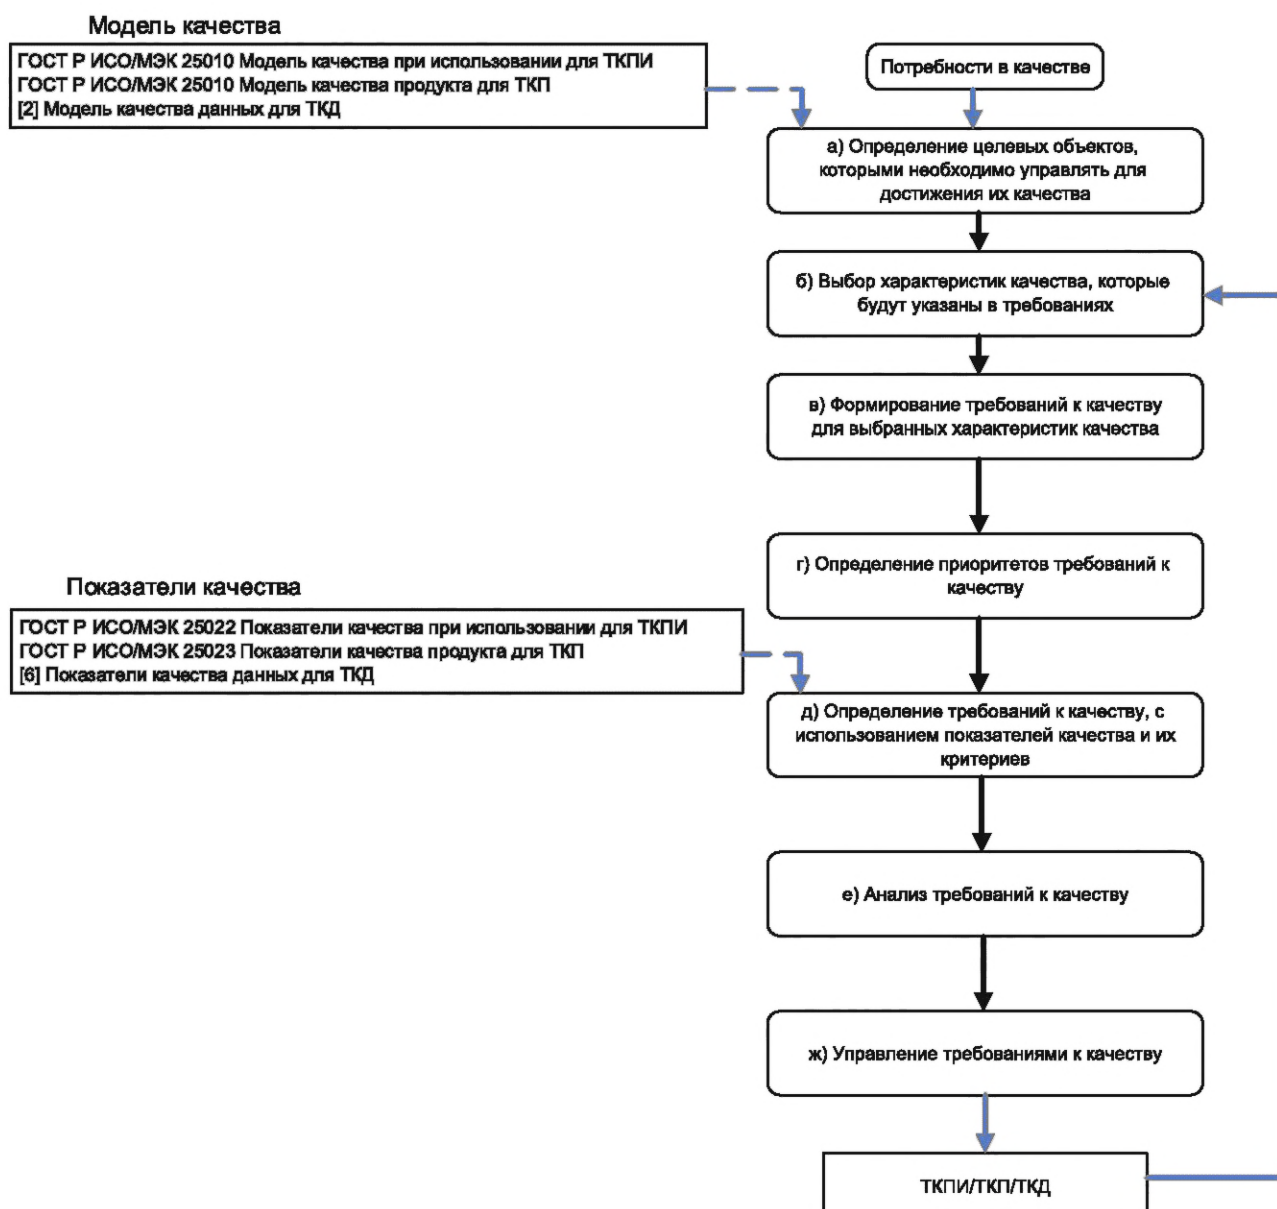 Модель качества
ГОСТ Р ИСО/МЭК 25010 Модель качества при использовании для ТКПИ
ГОСТ Р ИСО/МЭК 25010 Модель качества продукта для ТКП
[2] Модель качества данных для ТКД
Потребности в качестве
а) Определение целевых объектов,
которыми необходимо управлять для
достижения их качества
б) Выбор характеристик качества, которые
будут указаны в требованиях
в) Формирование требований к качеству
для выбранных характеристик качества
г) Определение приоритетов требований к
качеству
Показатели качества
ГОСТ Р ИСО/МЭК 25022 Показатели качества при использовании для ТКПИ
ГОСТ Р ИСО/МЭК 25023 Показатели качества продукта для ТКП
[6] Показатели качества данных для ТКД
д) Определение требований к качеству, с
использованием показателей качества и их
критериев
е) Анализ требований к качеству
ж) Управление требованиями к качеству
ТКПИ/ТКП/ТКД